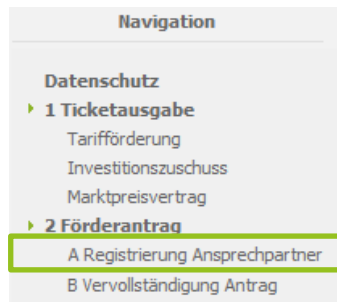 Navigation
Datenschutz
1 Ticketausgabe
Tarifförderung
Investitionszuschuss
Marktpreisvertrag
2 Förderantrag
A Registrierung Ansprechpartner
B Vervollständigung Antrag